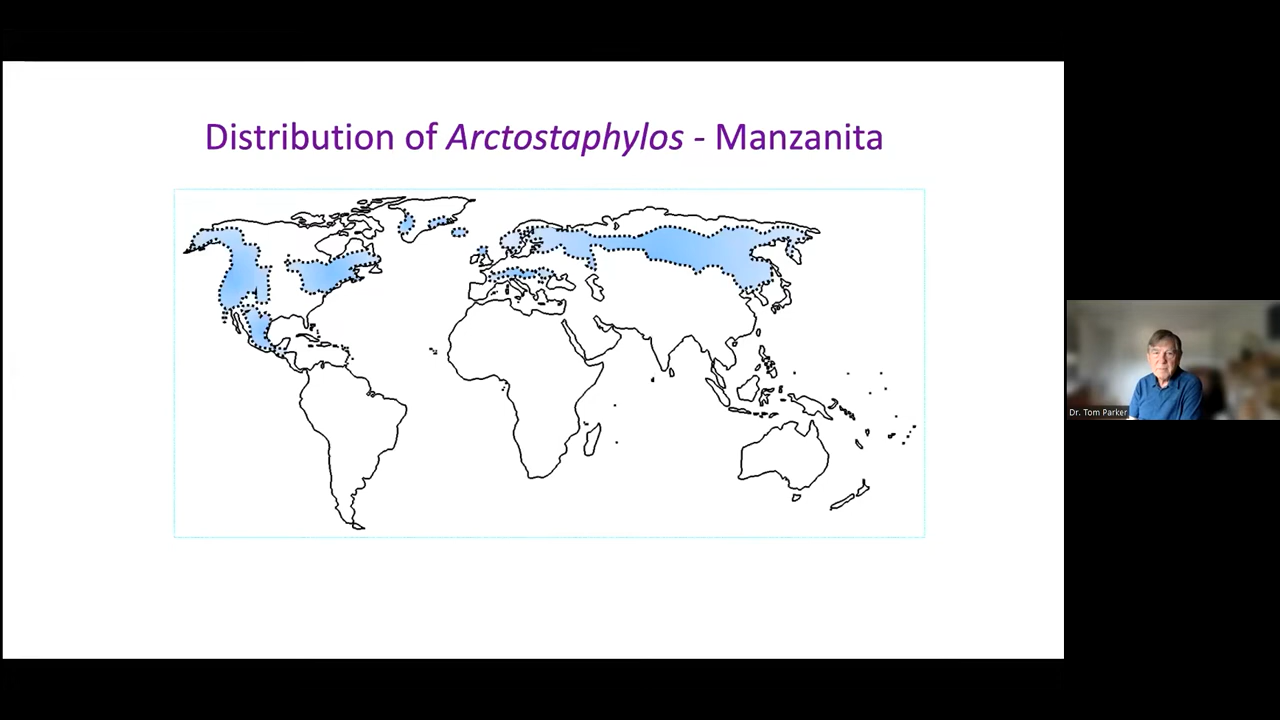 Distribution of Arctostaphylos - Manzanita
Dr. Tom Parker